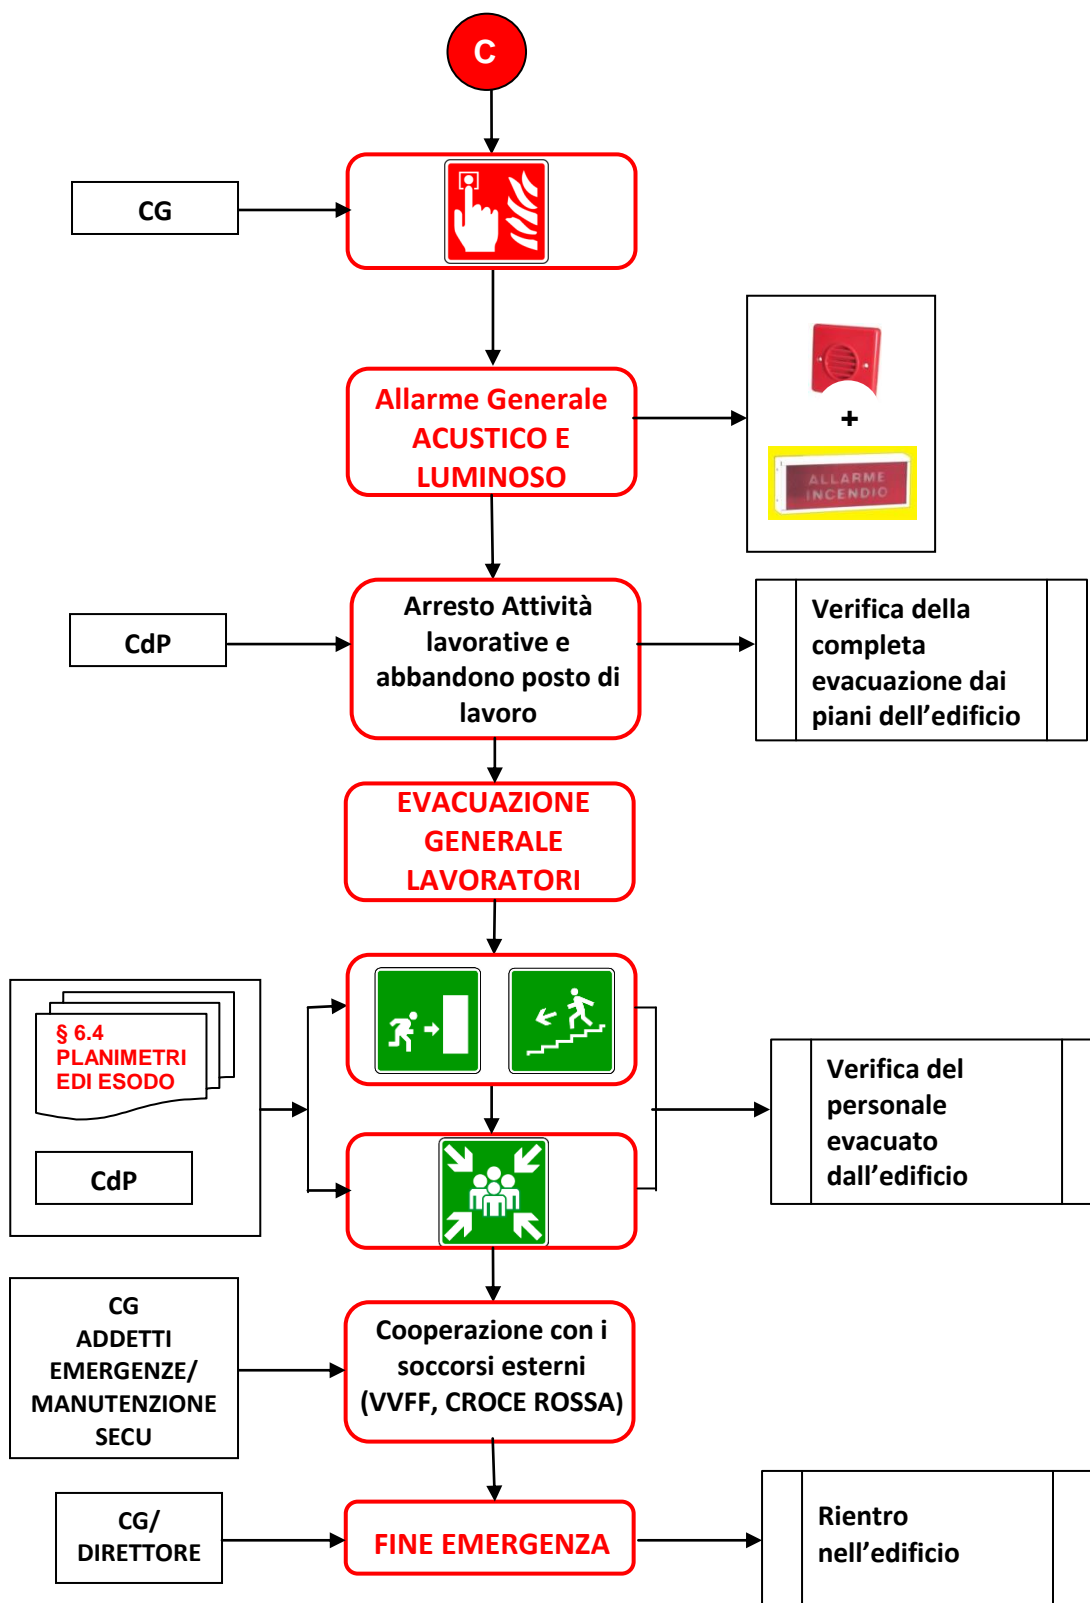 C
CG
Allarme Generale
ACUSTICO E
LUMINOSO
+
ALLARME
INCENDIO
CdP
Arresto Attività
lavorative e
abbandono posto di
lavoro
Verifica della
completa
evacuazione dai
piani dell’edificio
EVACUAZIONE
GENERALE
LAVORATORI
§ 6.4
PLANIMETRI
EDI ESODO
CdP
Verifica del
personale
evacuato
dall’edificio
CG
ADDETTI
EMERGENZE/
MANUTENZIONE
SECU
Cooperazione con i
soccorsi esterni
(VVFF, CROCE ROSSA)
CG/
DIRETTORE
FINE EMERGENZA
Rientro
nell’edificio